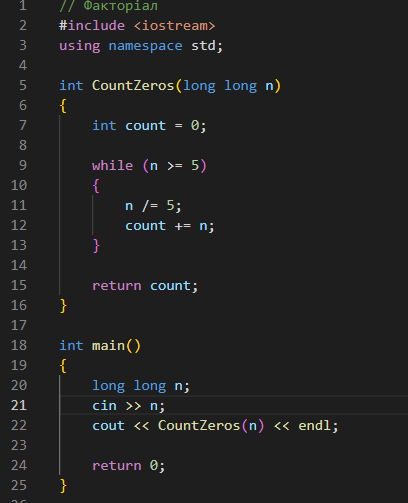 1 // Факторіал
2 #include <iostream>
3 using namespace std;
4
5 int CountZeros(long long n)
6 {
7 int count = 0;
8
9 while (n >= 5)
10 {
11 n /= 5;
12 count += n;
13 }
14
15 return count;
16 }
17
18 int main()
19 {
20 long long n;
21 cin >> n;
22 cout << CountZeros(n) << endl;
23
24 return 0;
25 }